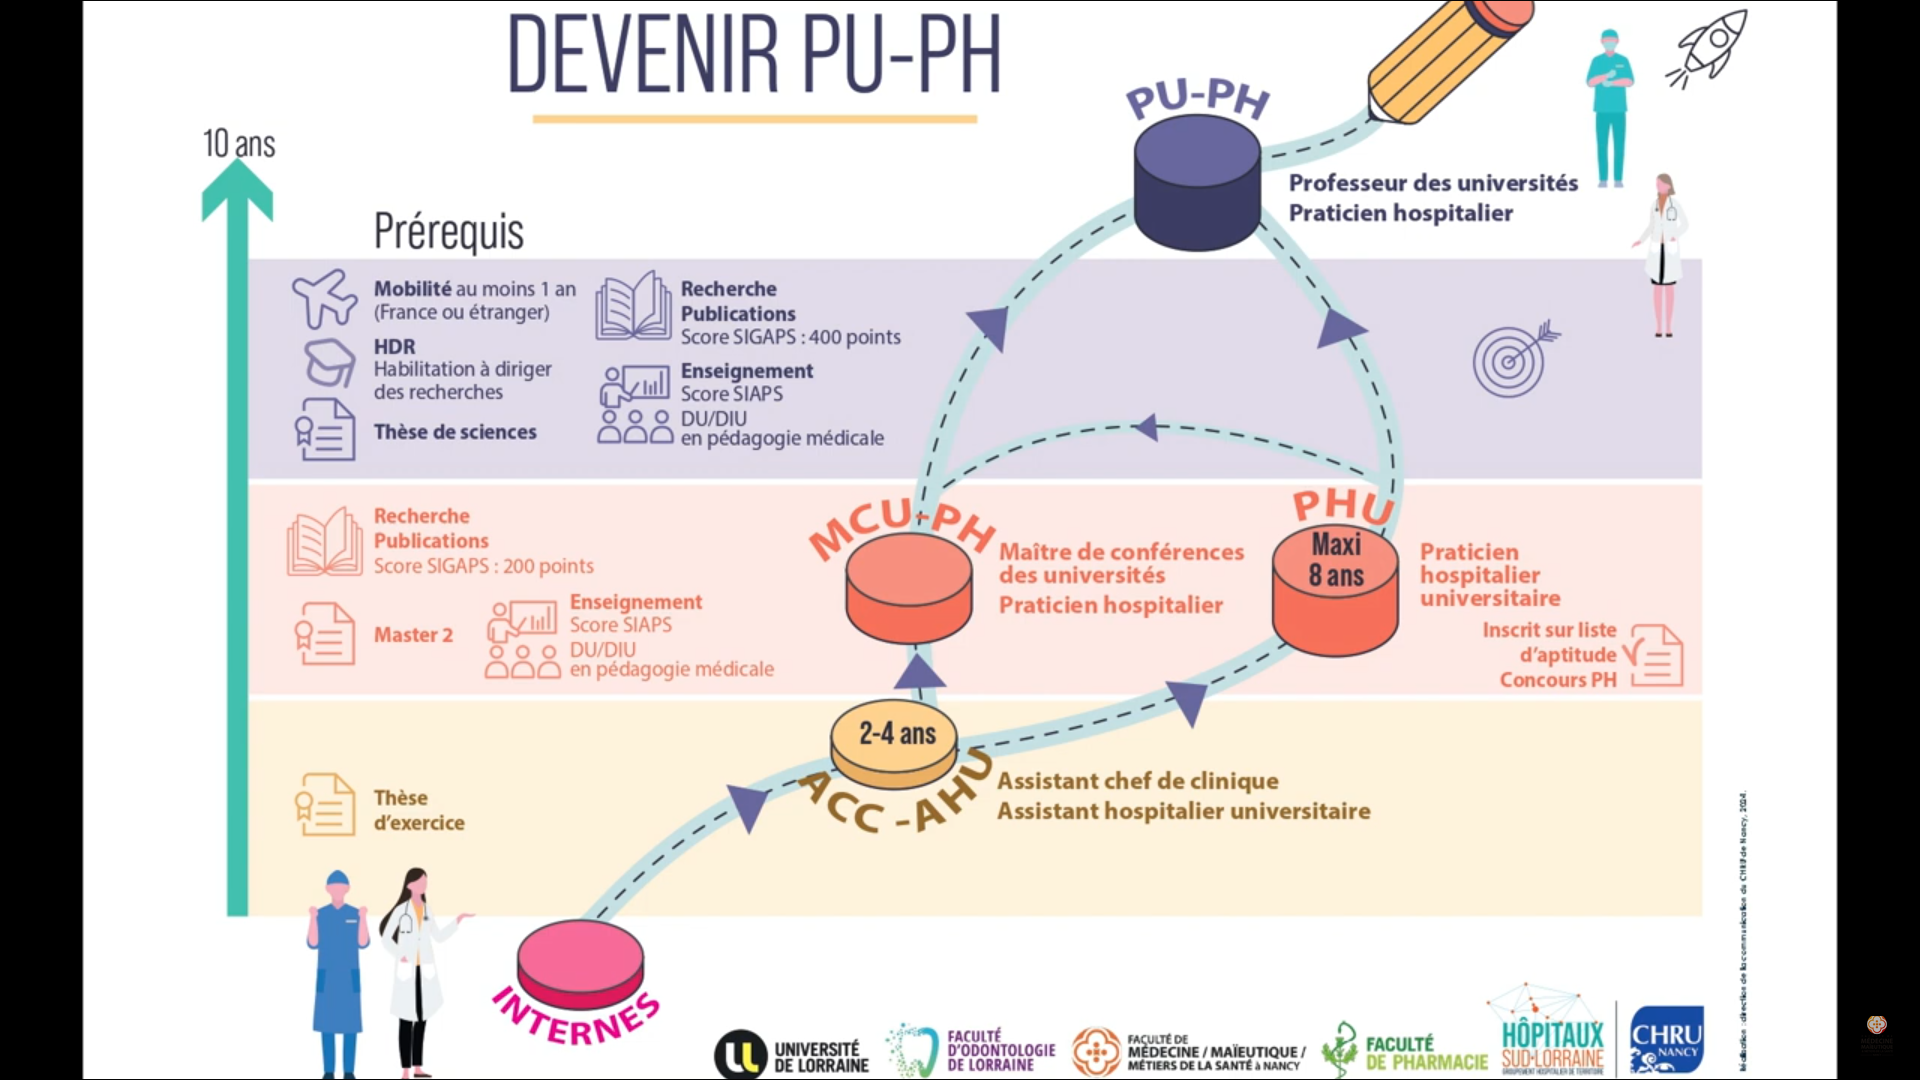 DEVENIR PU-PH
10 ans
Prérequis
PU-PH
Professeur des universités
Praticien hospitalier
Mobilité au moins 1 an
(France ou étranger)
HDR
Habilitation à diriger
des recherches
Thèse de sciences
Recherche
Publications
Score SIGAPS : 400 points
Enseignement
Score SIAPS
DU/DIU
en pédagogie médicale
Recherche
Publications
Score SIGAPS : 200 points
Master 2
Enseignement
Score SIAPS
DU/DIU
en pédagogie médicale
MCU-PH
Maître de conférences
des universités
Praticien hospitalier
PHU
Maxi
8 ans
Praticien
hospitalier
universitaire
Inscrit sur liste
d'aptitude
Concours PH
Thèse
d'exercice
2-4 ans
ACC -AHU
Assistant chef de clinique
Assistant hospitalier universitaire
INTERNES
UNIVERSITÉ
DE LORRAINE
FACULTÉ
D'ODONTOLOGIE
DE LORRAINE
FACULTÉ DE
MÉDECINE / MAÏEUTIQUE /
MÉTIERS DE LA SANTÉ à NANCY
FACULTÉ
DE PHARMACIE
HÔPITAUX
SUD-LORRAINE
GROUPEMENT HOSPITALIER DE TERRITOIRE
CHRU
NANCY
Réalisation : direction de la communication du CHRU de Nancy, 2024.